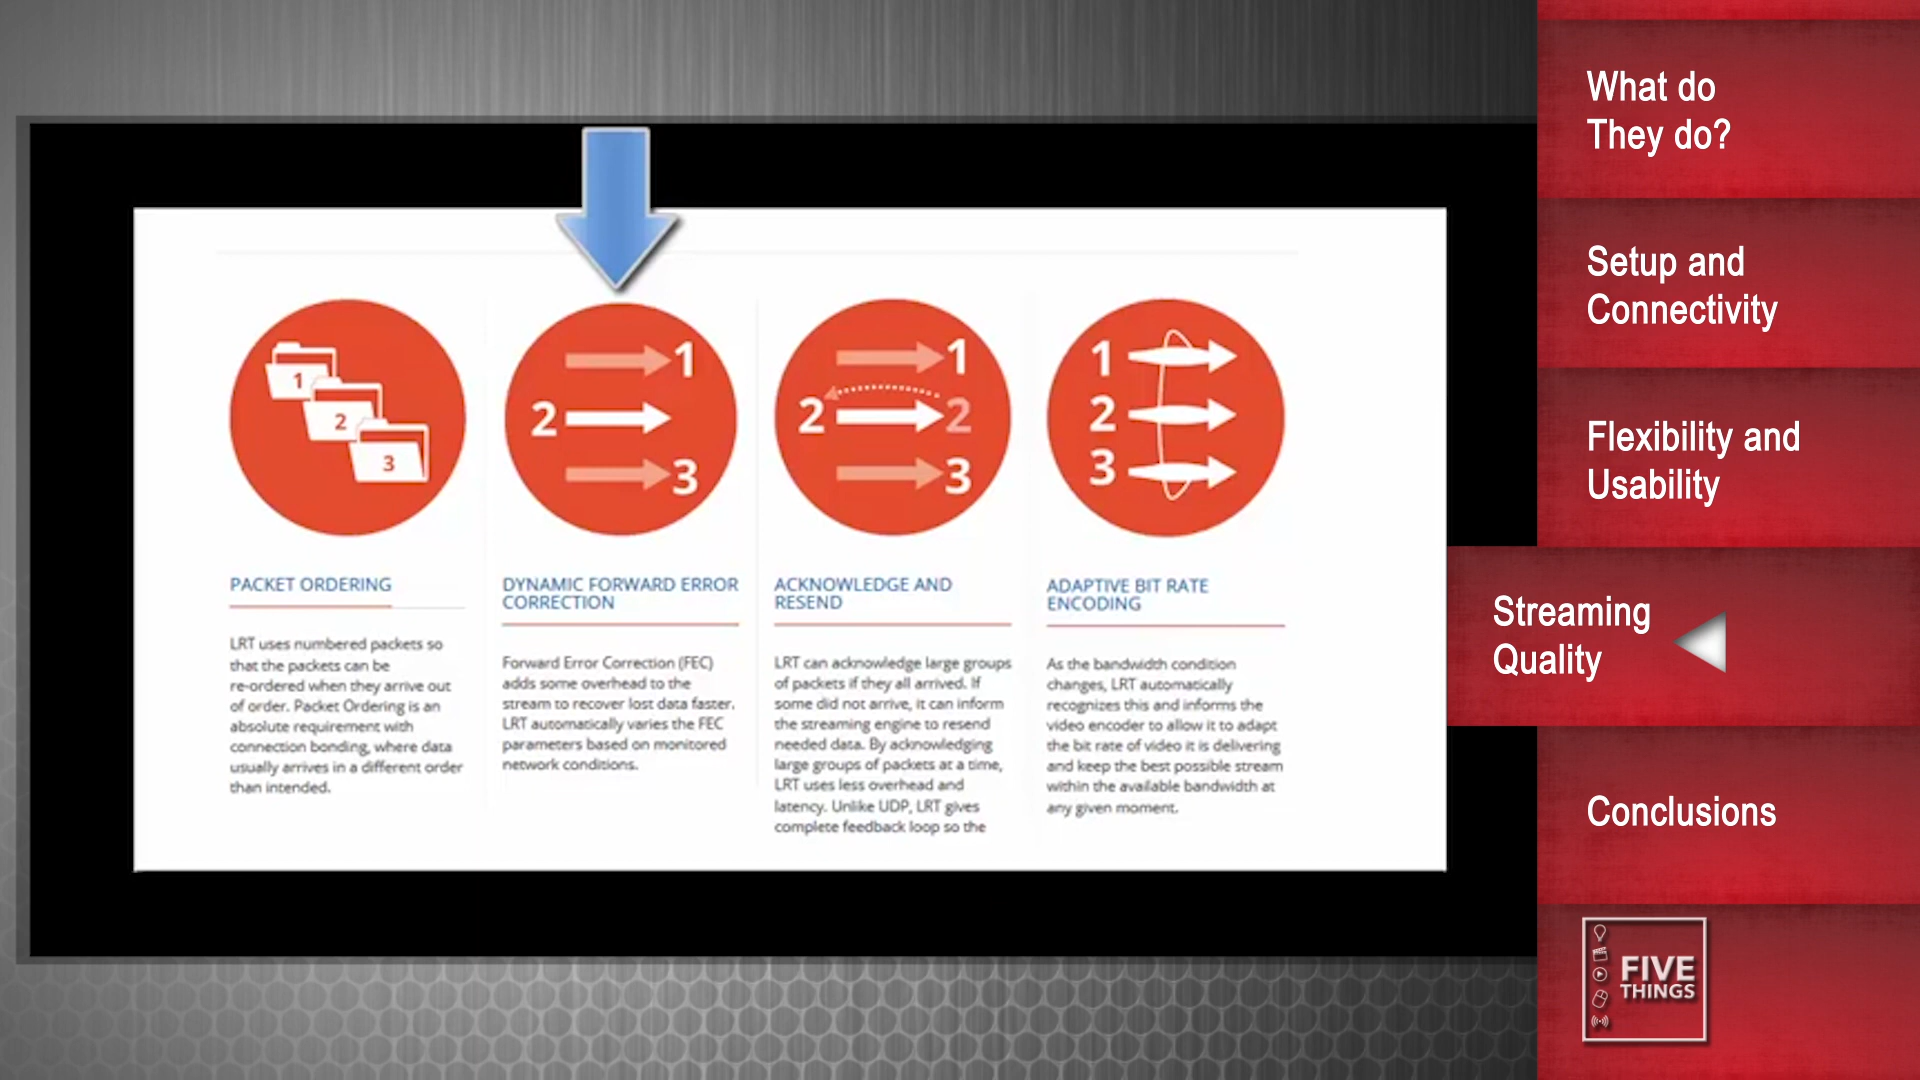 1
2
3
1
2
3
1
2 2
3
1
2
3
PACKET ORDERING
LRT uses numbered packets so
that the packets can be
re-ordered when they arrive out
of order. Packet Ordering is an
absolute requirement with
connection bonding, where data
usually arrives in a different order
than intended.
DYNAMIC FORWARD ERROR
CORRECTION
Forward Error Correction (FEC)
adds some overhead to the
stream to recover lost data faster.
LRT automatically varies the FEC
parameters based on monitored
network conditions.
ACKNOWLEDGE AND
RESEND
LRT can acknowledge large groups
of packets if they all arrived. If
some did not arrive, it can inform
the streaming engine to resend
needed data. By acknowledging
large groups of packets at a time,
LRT uses less overhead and
latency. Unlike UDP, LRT gives
complete feedback loop so the
ADAPTIVE BIT RATE
ENCODING
As the bandwidth condition
changes, LRT automatically
recognizes this and informs the
video encoder to allow it to adapt
the bit rate of video it is delivering
and keep the best possible stream
within the available bandwidth at
any given moment.
What do
They do?
Setup and
Connectivity
Flexibility and
Usability
Streaming
Quality
Conclusions
FIVE
THINGS